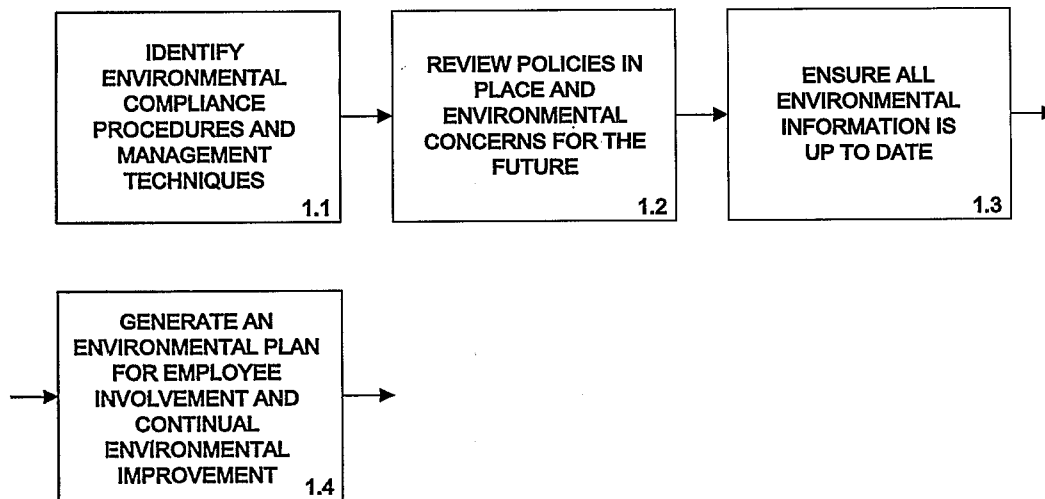 IDENTIFY
ENVIRONMENTAL
COMPLIANCE
PROCEDURES AND
MANAGEMENT
TECHNIQUES
1.1
REVIEW POLICIES IN
PLACE AND
ENVIRONMENTAL
CONCERNS FOR THE
FUTURE
1.2
ENSURE ALL
ENVIRONMENTAL
INFORMATION IS
UP TO DATE
1.3
GENERATE AN
ENVIRONMENTAL PLAN
FOR EMPLOYEE
INVOLVEMENT AND
CONTINUAL
ENVIRONMENTAL
IMPROVEMENT
1.4